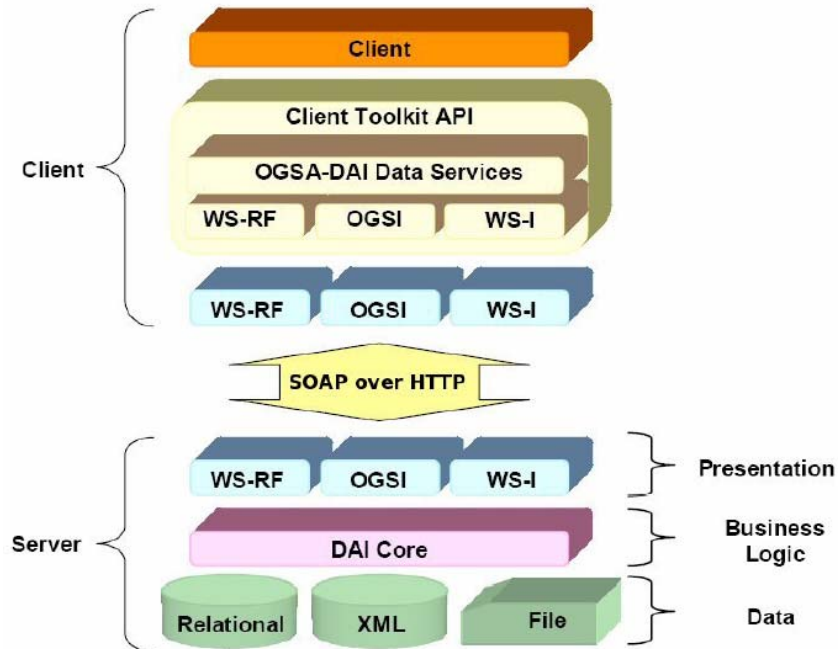 Client
Client Toolkit API
Client
OGSA-DAI Data Services
WS-RF OGSI WS-I
WS-RF OGSI WS-I
SOAP over HTTP
WS-RF OGSI WS-I
Presentation
Server
DAI Core
Business
Logic
Relational XML File
Data